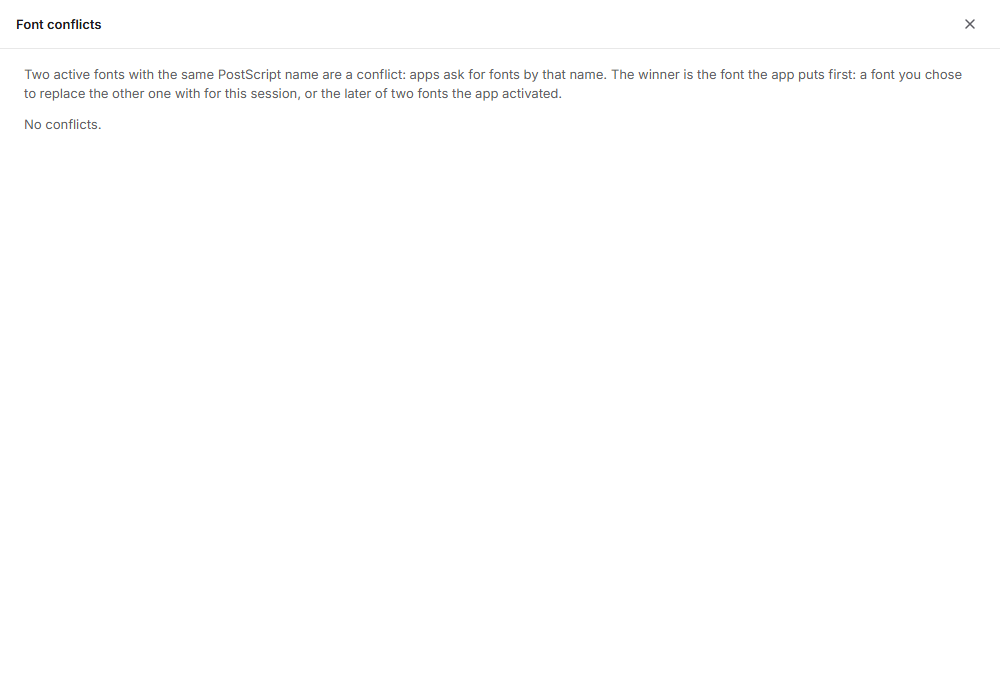 Font conflicts
Two active fonts with the same PostScript name are a conflict: apps ask for fonts by that name. The winner is the font the app puts first: a font you chose
to replace the other one with for this session, or the later of two fonts the app activated.
No conflicts.